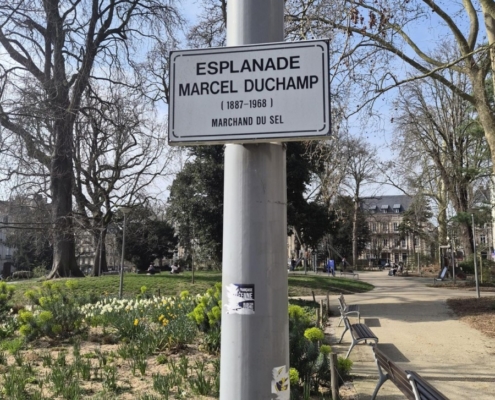 ESPLANADE
MARCEL DUCHAMP
(1887-1968)
MARCHAND DU SEL